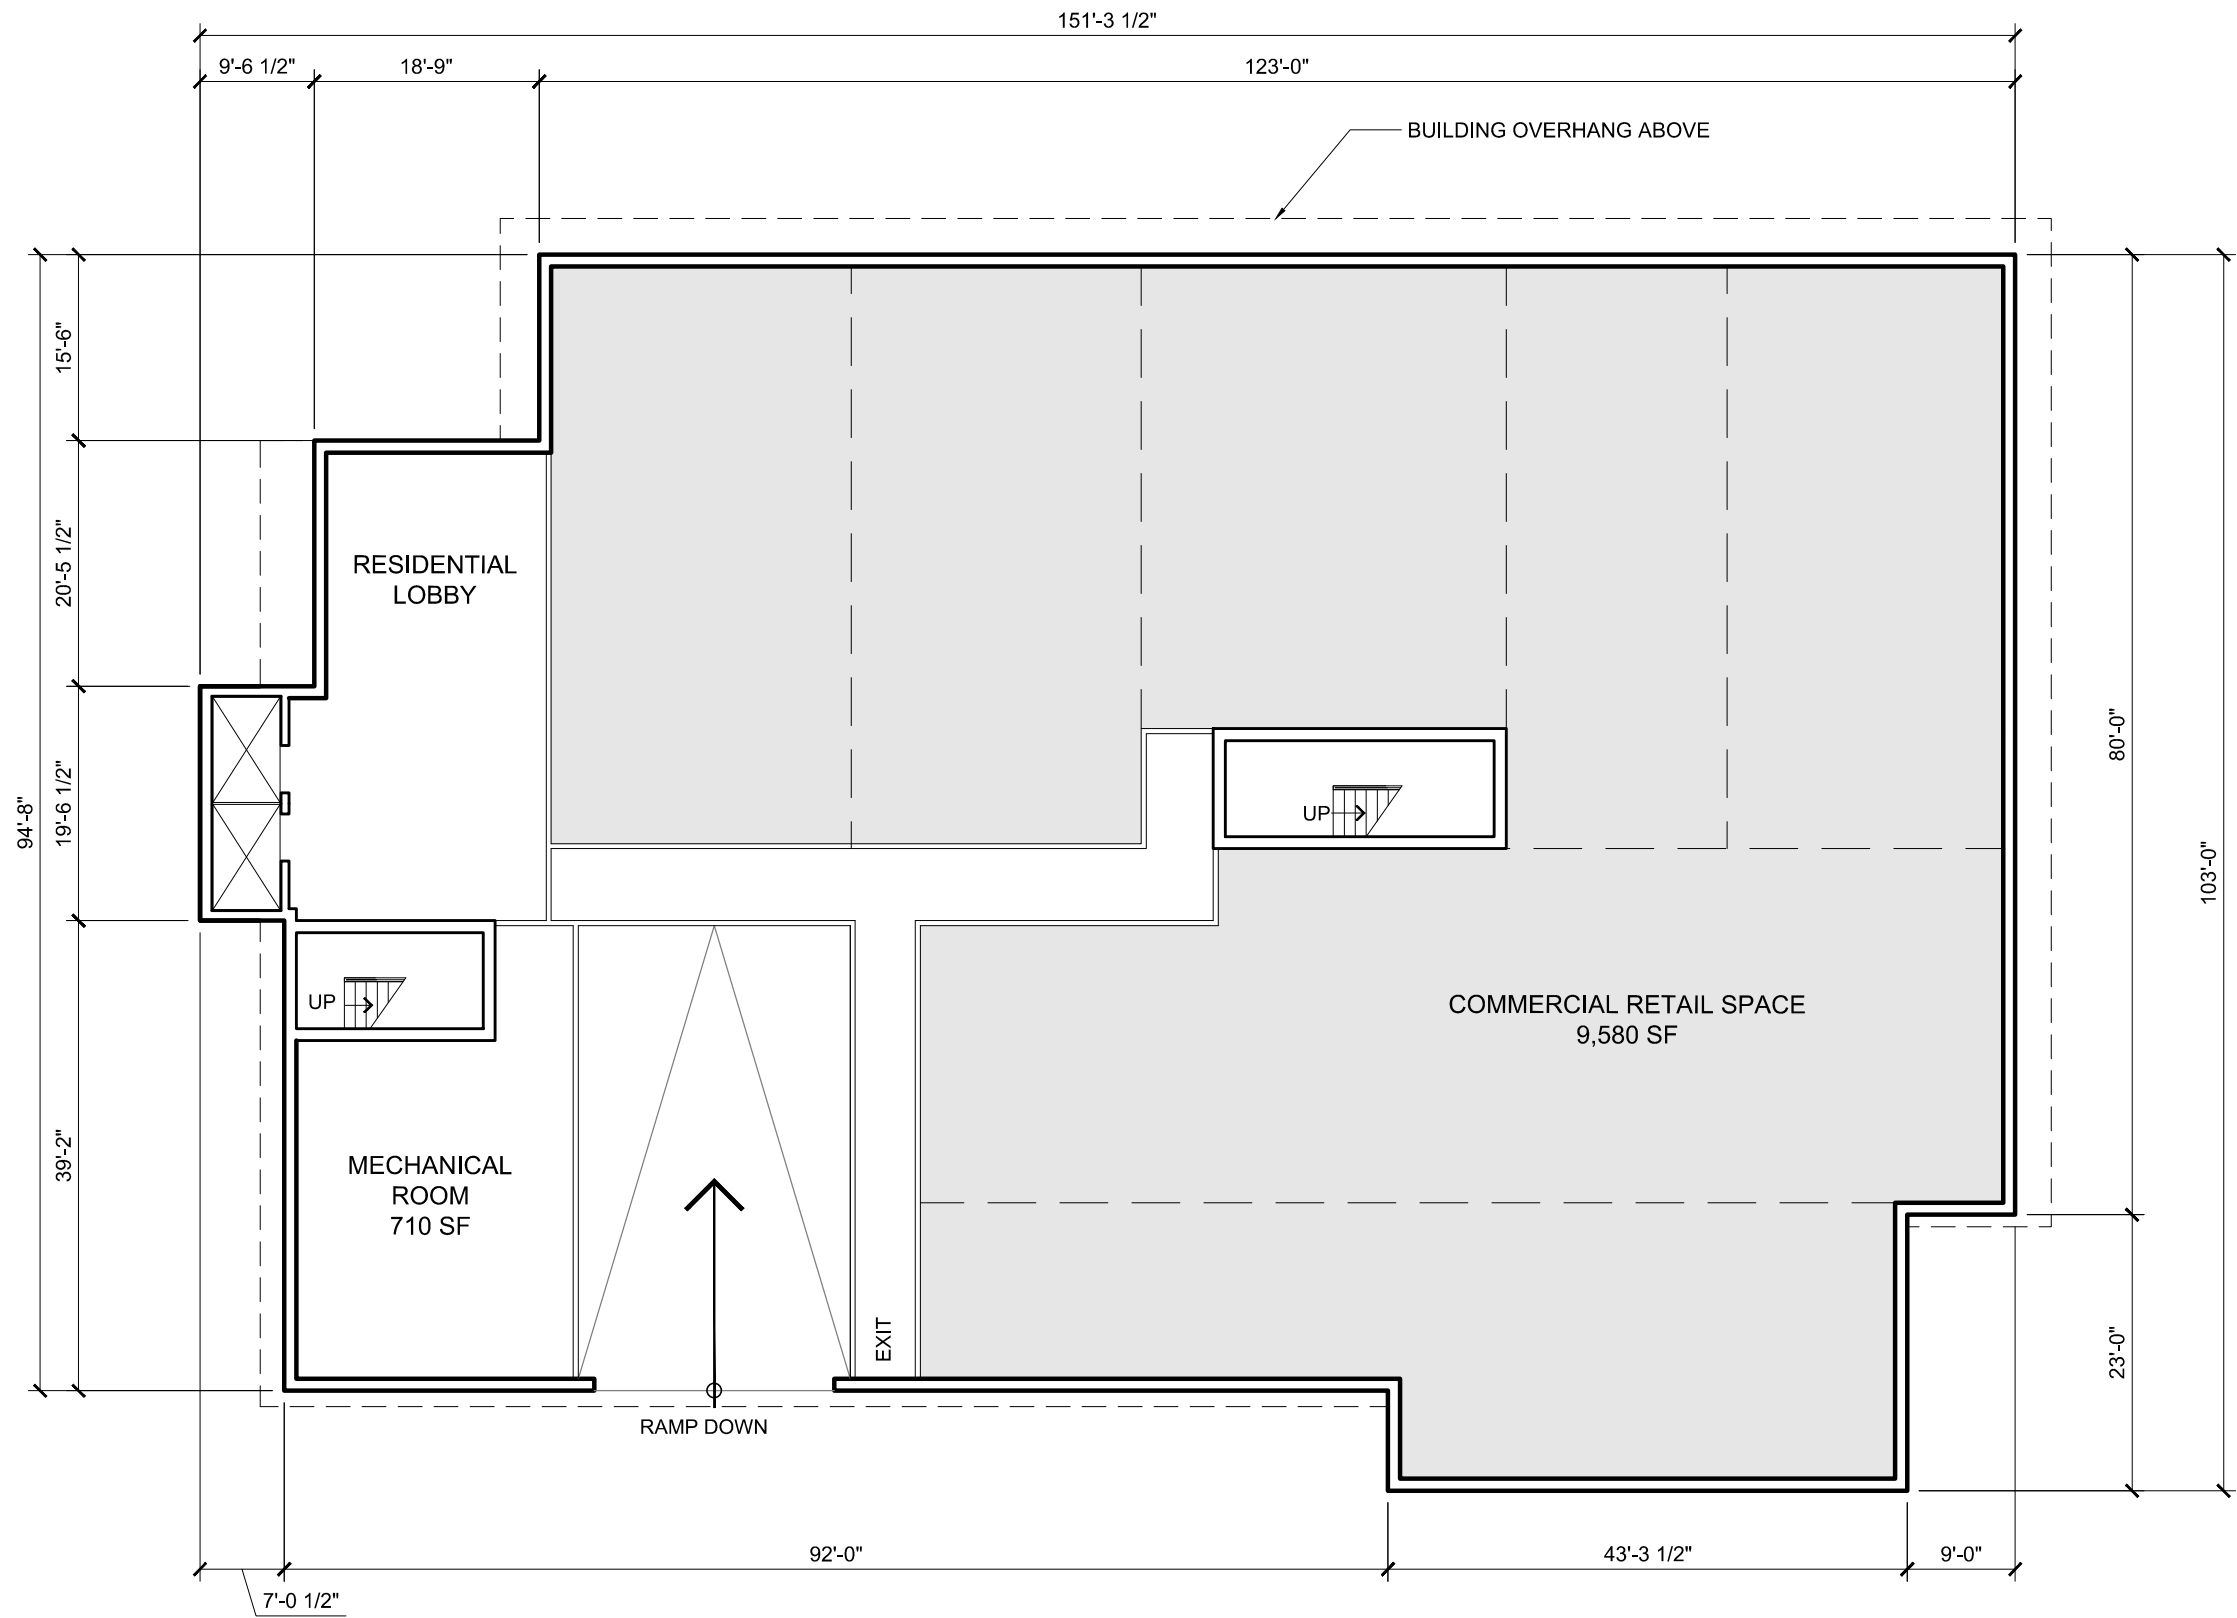 151'-3 1/2"
9'-6 1/2"
18'-9"
123'-0"
BUILDING OVERHANG ABOVE
15'-6"
20'-5 1/2"
RESIDENTIAL
LOBBY
94'-8"
19'-6 1/2"
UP
80'-0"
103'-0"
UP
COMMERCIAL RETAIL SPACE
9,580 SF
39'-2"
MECHANICAL
ROOM
710 SF
EXIT
23'-0"
RAMP DOWN
92'-0"
43'-3 1/2"
9'-0"
7'-0 1/2"